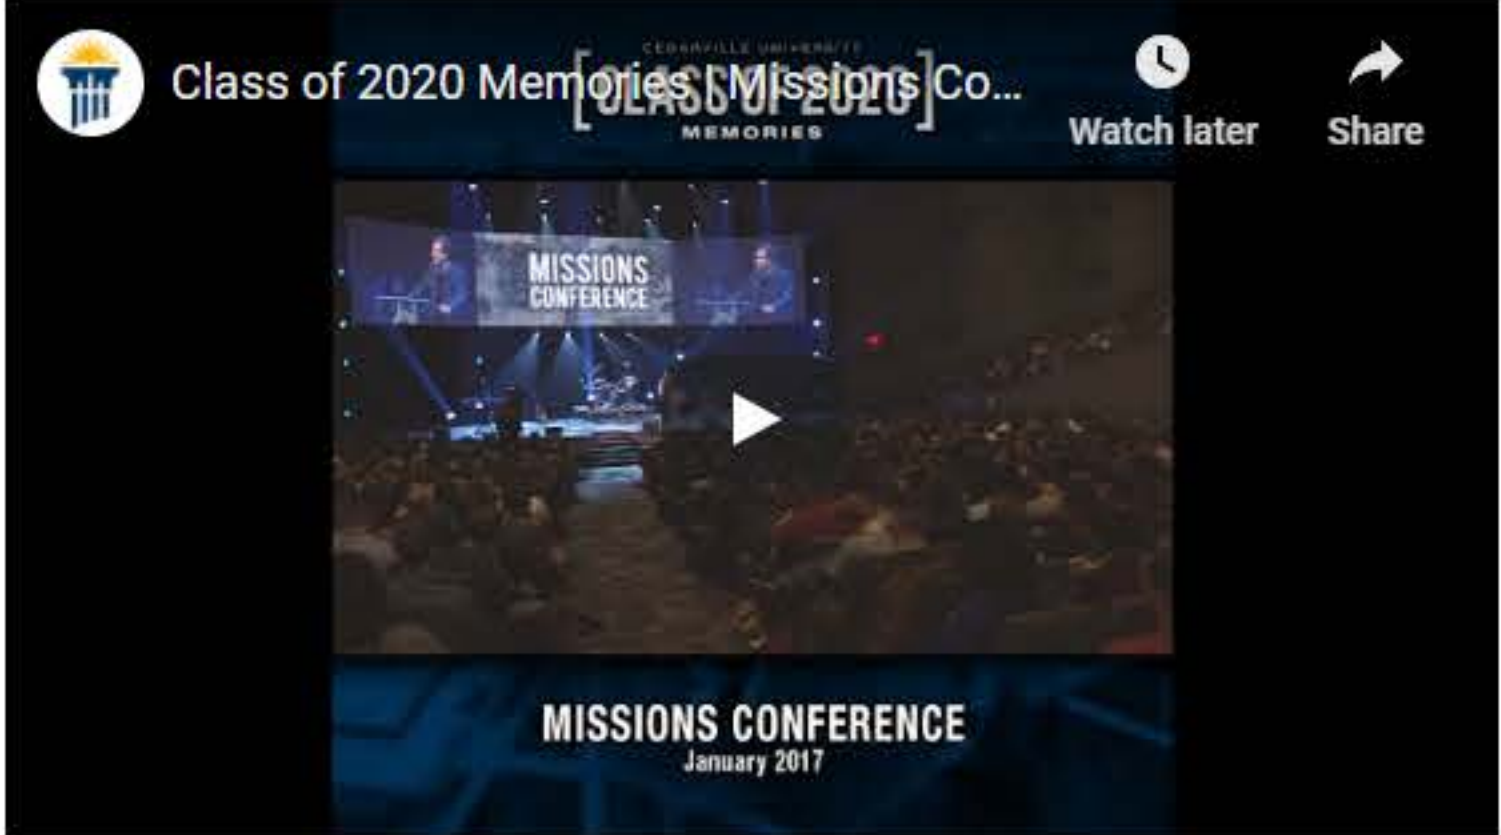 CEDARVILLE UNIVERSITY
Class of 2020 Memories | Missions Co...
CLASS OF 2020
MEMORIES
Watch later
Share
MISSIONS
CONFERENCE
MISSIONS CONFERENCE
January 2017